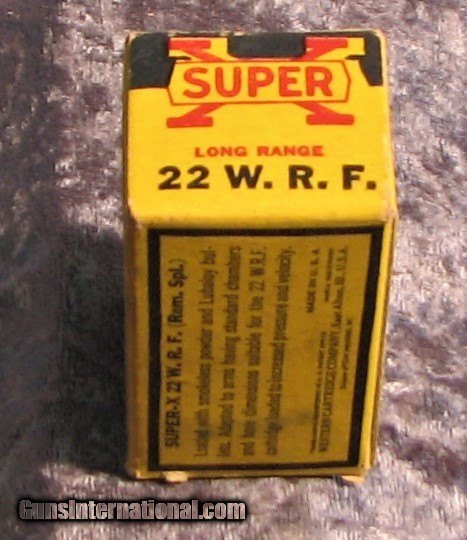 SUPER
X
LONG RANGE
22 W. R. F.
SUPER-X 22 W. R. F. (Rem. Spl.)
Loaded with smokeless powder and Lubaloy bul-
lets. Adapted to arms having standard chambers
and bore dimensions suitable for the 22 W.R.F.
cartridge loaded to increased pressure and velocity.
MADE IN U. S. A.
WESTERN CARTRIDGE COMPANY, East Alton, Ill. U.S.A.
GunsInternational.com